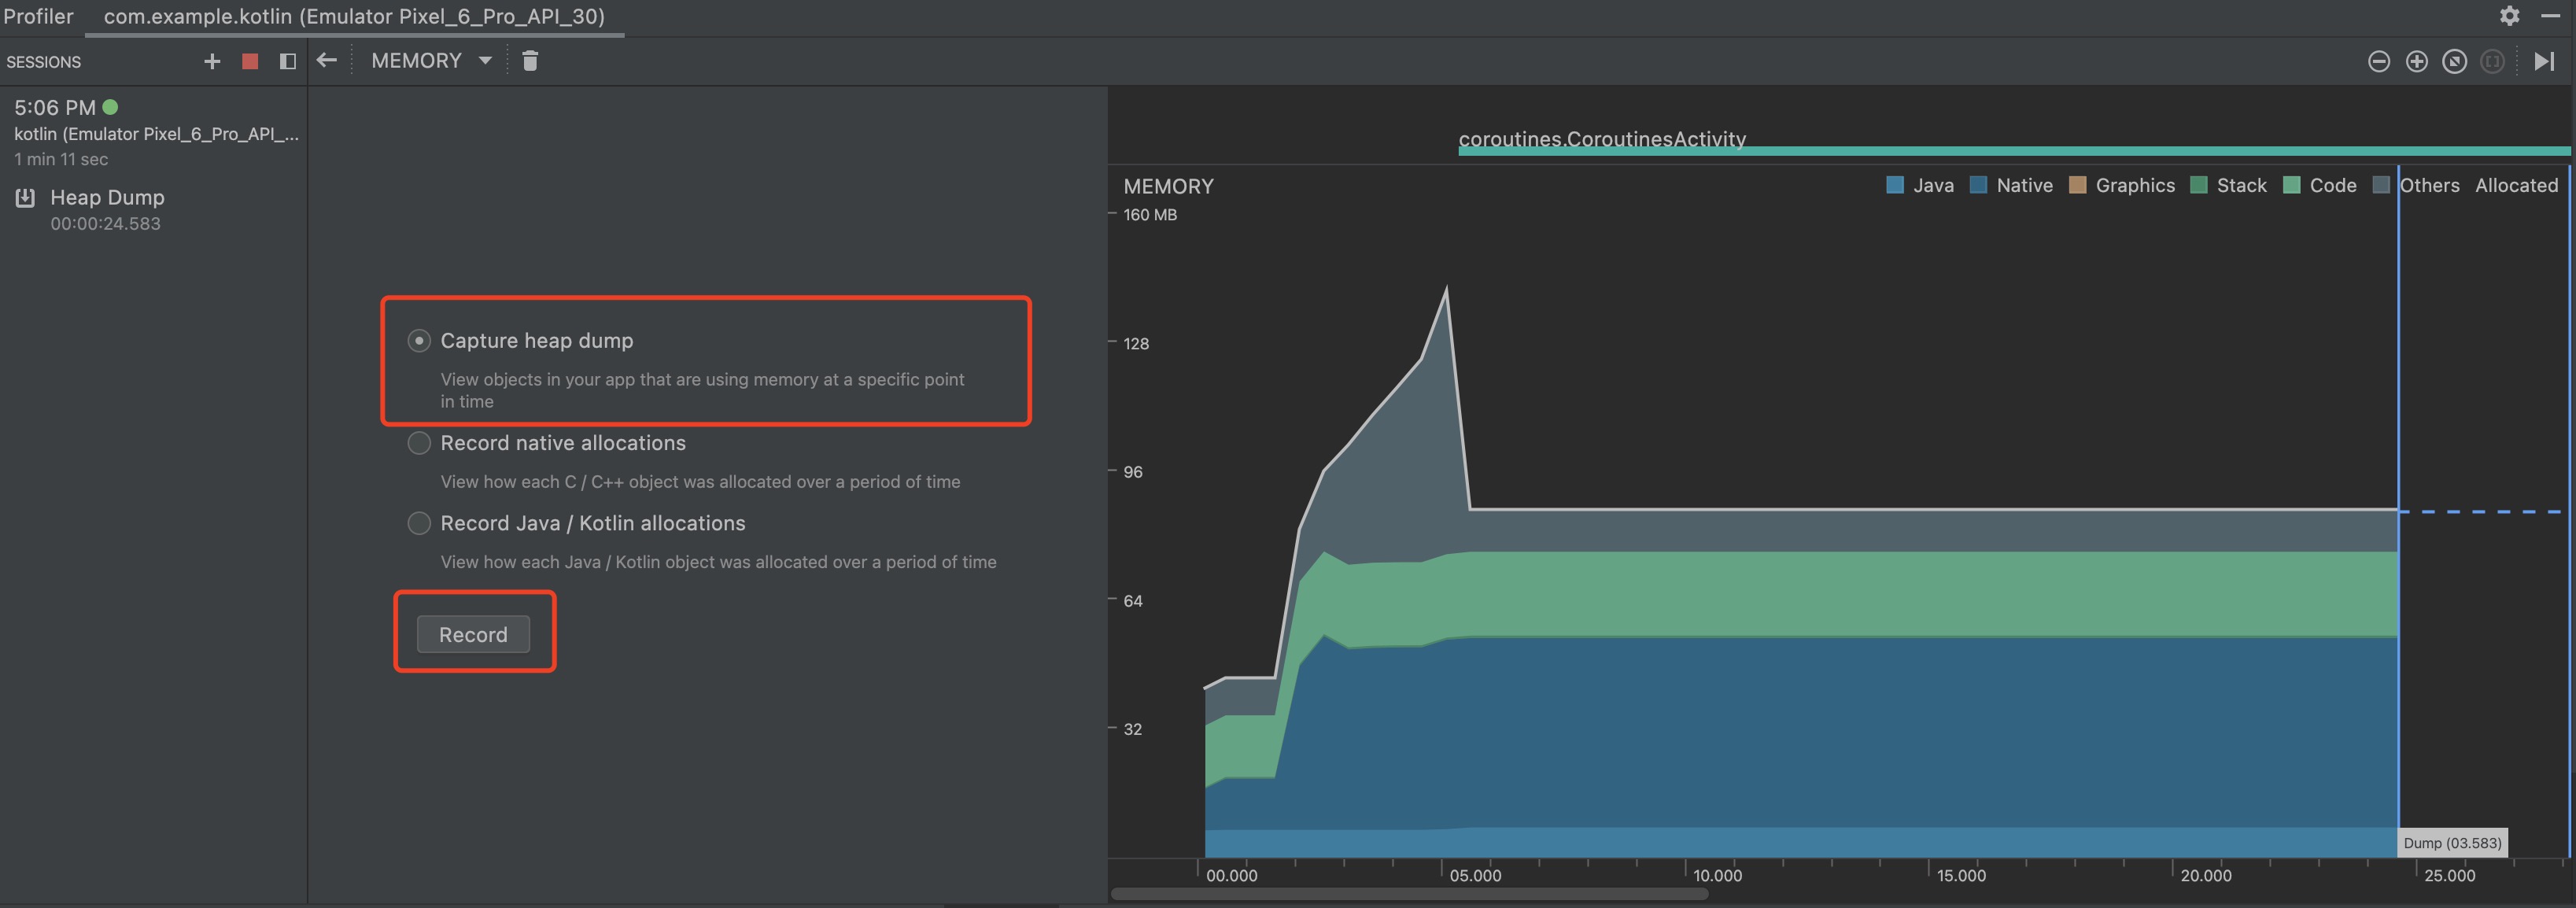 Profiler
com.example.kotlin (Emulator Pixel_6_Pro_API_30)
SESSIONS
MEMORY
5:06 PM
kotlin (Emulator Pixel_6_Pro_API_...
1 min 11 sec
Heap Dump
00:00:24.583
Capture heap dump
View objects in your app that are using memory at a specific point
in time
Record native allocations
View how each C / C++ object was allocated over a period of time
Record Java / Kotlin allocations
View how each Java / Kotlin object was allocated over a period of time
Record
coroutines.CoroutinesActivity
MEMORY
Java
Native
Graphics
Stack
Code
Others
Allocated
160 MB
128
96
64
32
Dump (03.583)
00.000
05.000
10.000
15.000
20.000
25.000